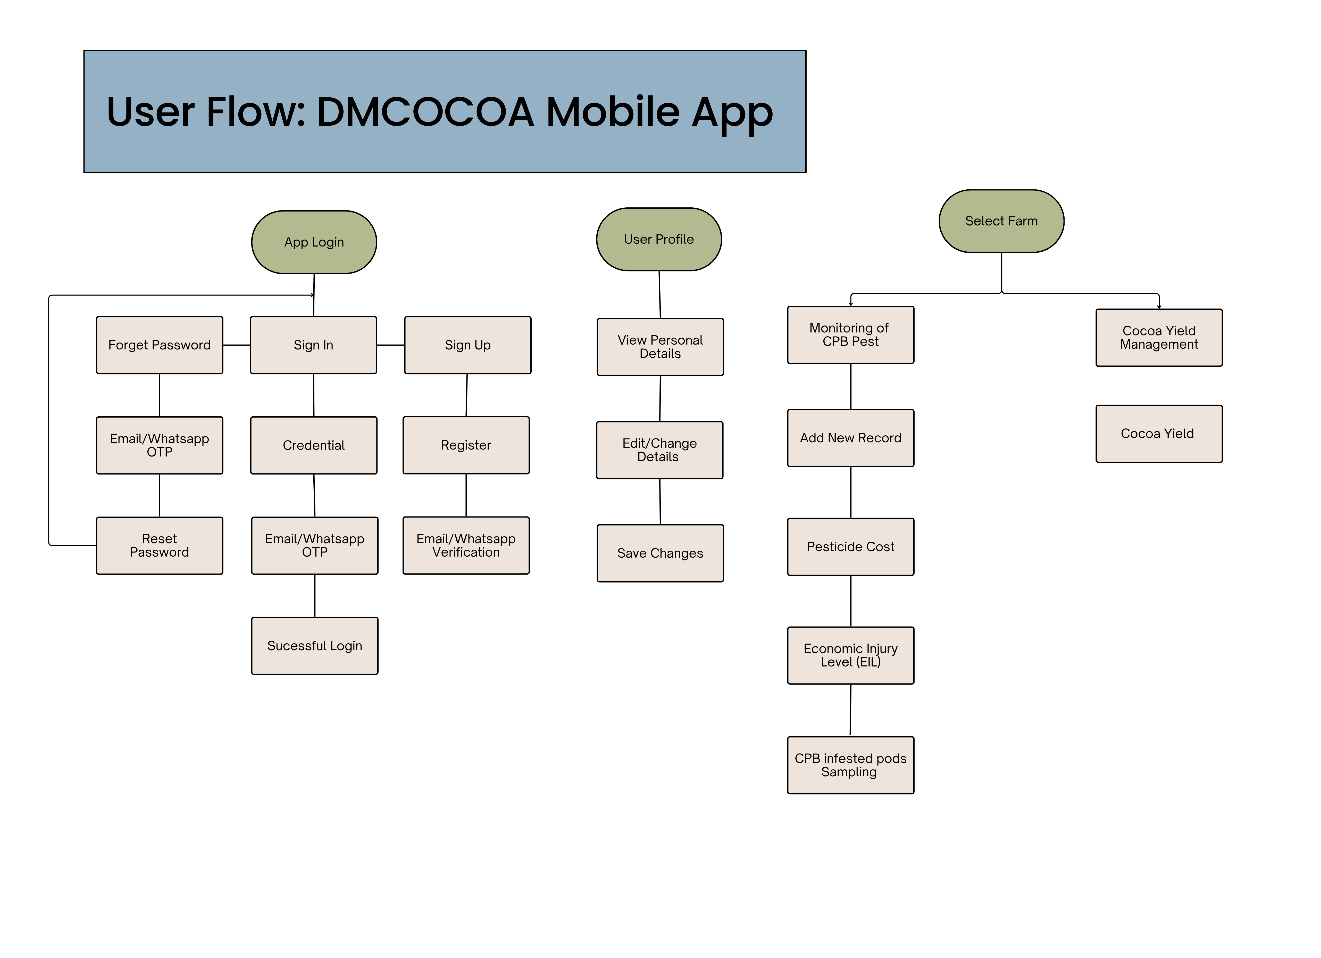 User Flow: DMCOCOA Mobile App
App Login
Forget Password
Sign In
Sign Up
Email/Whatsapp
OTP
Credential
Register
Reset
Password
Email/Whatsapp
OTP
Email/Whatsapp
Verification
Sucessful Login
User Profile
View Personal
Details
Edit/Change
Details
Save Changes
Select Farm
Monitoring of
CPB Pest
Add New Record
Pesticide Cost
Economic Injury
Level (EIL)
CPB infested pods
Sampling
Cocoa Yield
Management
Cocoa Yield